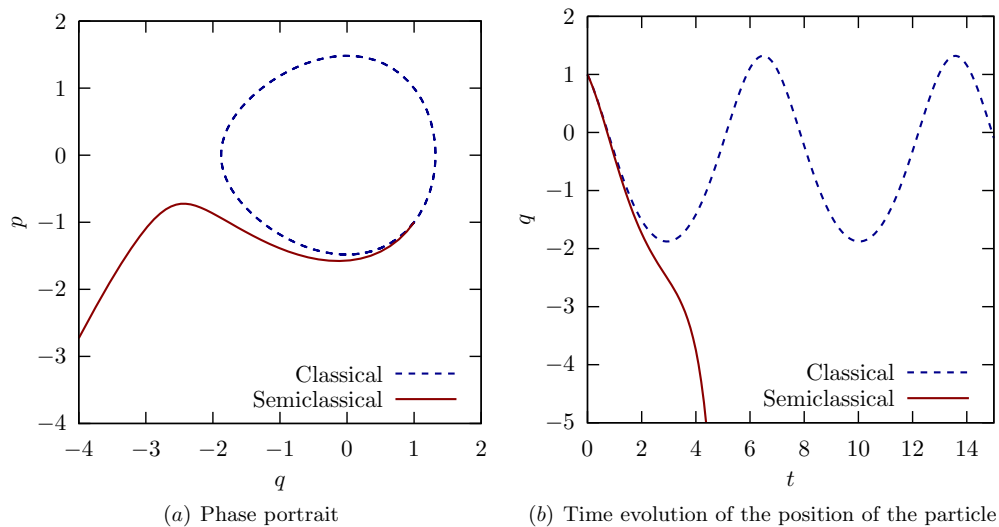 2
1
0
−1
−2
−3
−4
p
−4 −3 −2 −1 0 1 2
q
Classical
Semiclassical
(a) Phase portrait
2
1
0
−1
−2
−3
−4
−5
q
0 2 4 6 8 10 12 14
t
Classical
Semiclassical
(b) Time evolution of the position of the particle